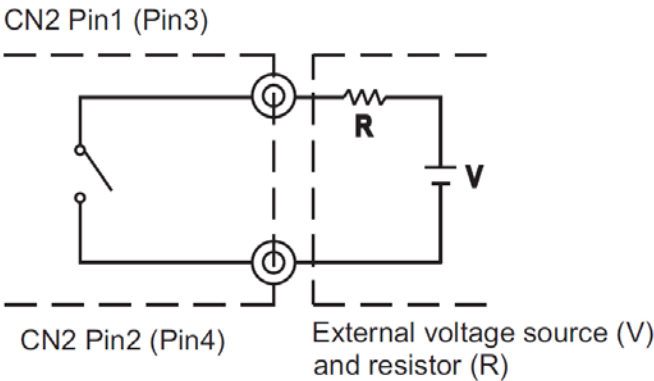 CN2 Pin1 (Pin3)
R
V
CN2 Pin2 (Pin4)
External voltage source (V)
and resistor (R)